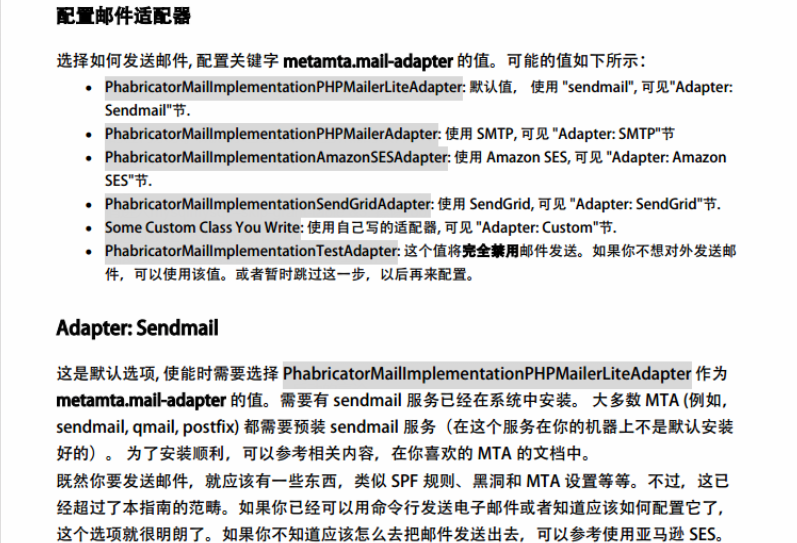 配置邮件适配器
选择如何发送邮件, 配置关键字 metamta.mail-adapter 的值。可能的值如下所示：
• PhabricatorMailImplementationPHPMailerLiteAdapter: 默认值， 使用 "sendmail", 可见"Adapter:
Sendmail"节.
• PhabricatorMailImplementationPHPMailerAdapter: 使用 SMTP, 可见 "Adapter: SMTP"节
• PhabricatorMailImplementationAmazonSESAdapter: 使用 Amazon SES, 可见 "Adapter: Amazon
SES"节.
• PhabricatorMailImplementationSendGridAdapter: 使用 SendGrid, 可见 "Adapter: SendGrid"节.
• Some Custom Class You Write: 使用自己写的适配器, 可见 "Adapter: Custom"节.
• PhabricatorMailImplementationTestAdapter: 这个值将完全禁用邮件发送。如果你不想对外发送邮
件，可以使用该值。或者暂时跳过这一步，以后再来配置。
Adapter: Sendmail
这是默认选项, 使能时需要选择 PhabricatorMailImplementationPHPMailerLiteAdapter 作为
metamta.mail-adapter 的值。需要有 sendmail 服务已经在系统中安装。 大多数 MTA (例如,
sendmail, qmail, postfix) 都需要预装 sendmail 服务（在这个服务在你的机器上不是默认安装
好的）。 为了安装顺利，可以参考相关内容，在你喜欢的 MTA 的文档中。
既然你要发送邮件，就应该有一些东西，类似 SPF 规则、黑洞和 MTA 设置等等。不过，这已
经超过了本指南的范畴。如果你已经可以用命令行发送电子邮件或者知道应该如何配置它了，
这个选项就很明朗了。如果你不知道应该怎么去把邮件发送出去，可以参考使用亚马逊 SES。